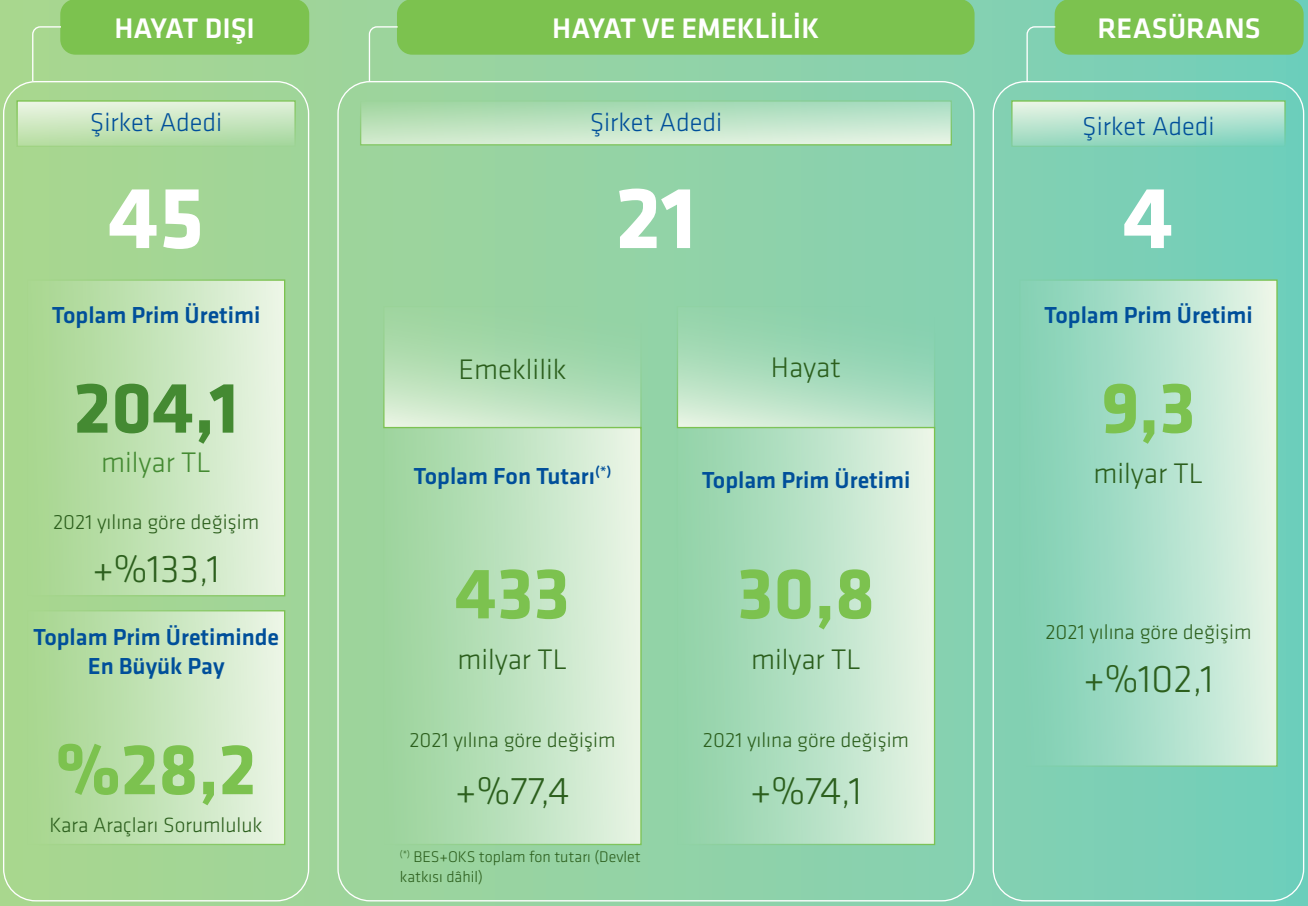 HAYAT DIŞI
Şirket Adedi
45
Toplam Prim Üretimi
204,1
milyar TL
2021 yılına göre değişim
+%133,1
Toplam Prim Üretiminde
En Büyük Pay
%28,2
Kara Araçları Sorumluluk
HAYAT VE EMEKLİLİK
Şirket Adedi
21
Emeklilik
Toplam Fon Tutarı(*)
433
milyar TL
2021 yılına göre değişim
+%77,4
(*) BES+OKS toplam fon tutarı (Devlet
katkısı dâhil)
Hayat
Toplam Prim Üretimi
30,8
milyar TL
2021 yılına göre değişim
+%74,1
REASÜRANS
Şirket Adedi
4
Toplam Prim Üretimi
9,3
milyar TL
2021 yılına göre değişim
+%102,1